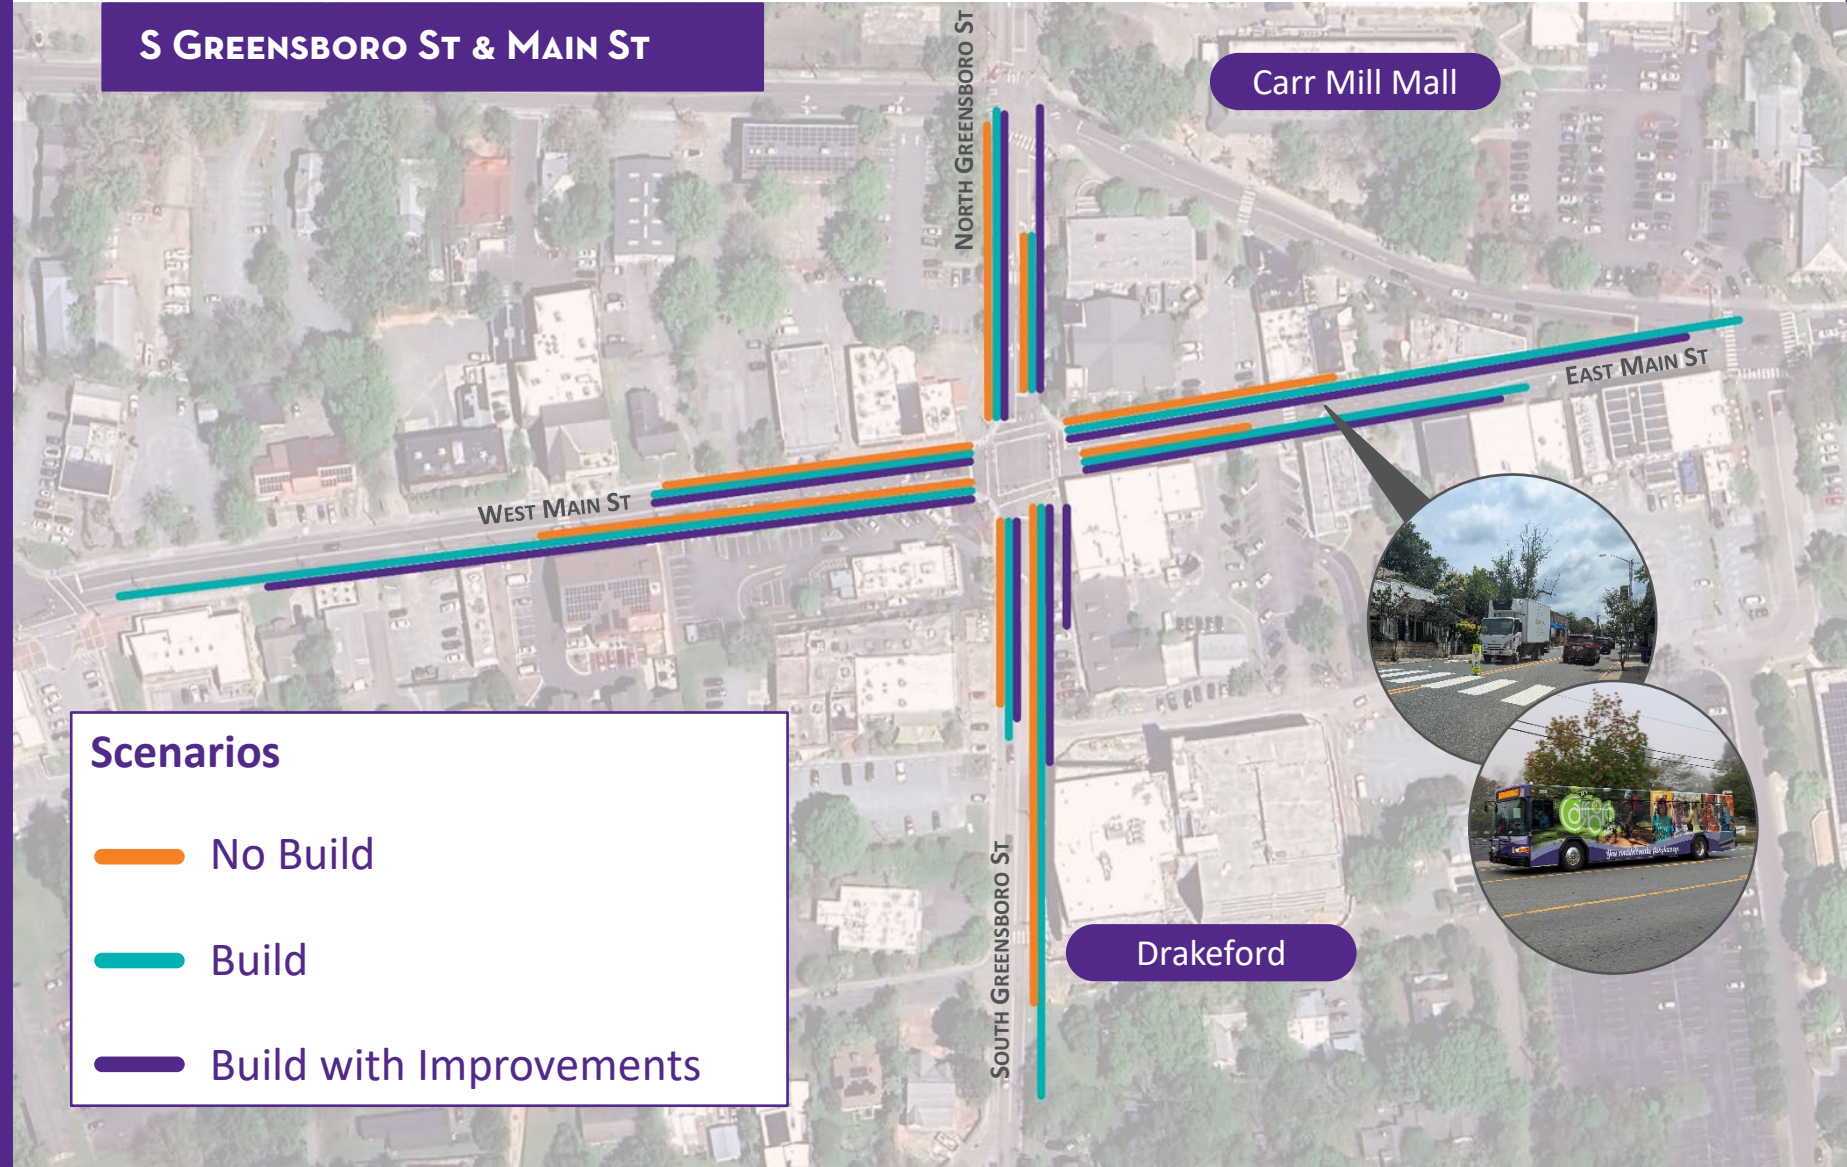 S GREENSBORO ST & MAIN ST
NORTH GREENSBORO ST
Carr Mill Mall
EAST MAIN ST
WEST MAIN ST
Scenarios
No Build
Build
Build with Improvements
SOUTH GREENSBORO ST
Drakeford